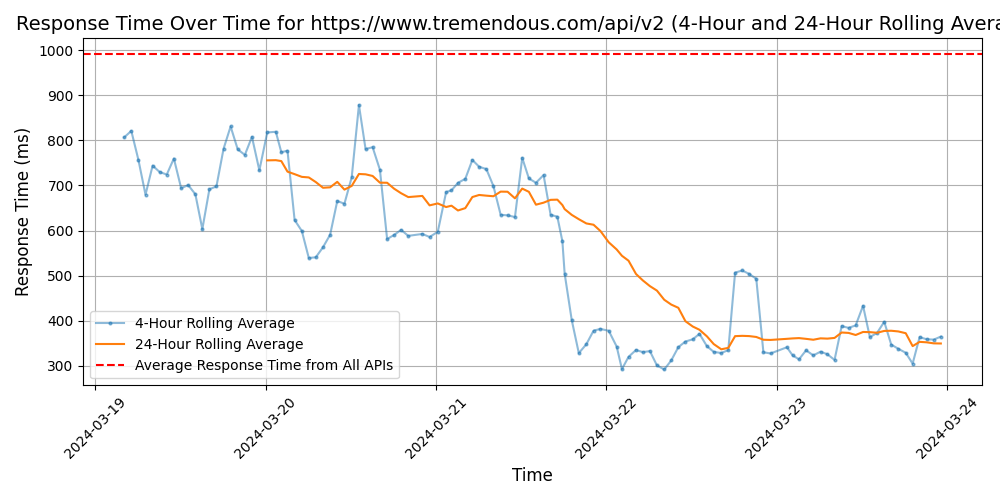 Response Time Over Time for https://www.tremendous.com/api/v2 (4-Hour and 24-Hour Rolling Avera
Response Time (ms)
1000
900
800
700
600
500
400
300
4-Hour Rolling Average
24-Hour Rolling Average
Average Response Time from All APIs
2024-03-19
2024-03-20
2024-03-21
2024-03-22
2024-03-23
2024-03-24
Time